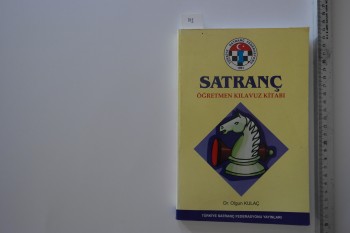 SATRANÇ
ÖĞRETMEN KILAVUZ KİTABI
Dr. Olgun KULAÇ
TÜRKİYE SATRANÇ FEDERASYONU YAYINLARI